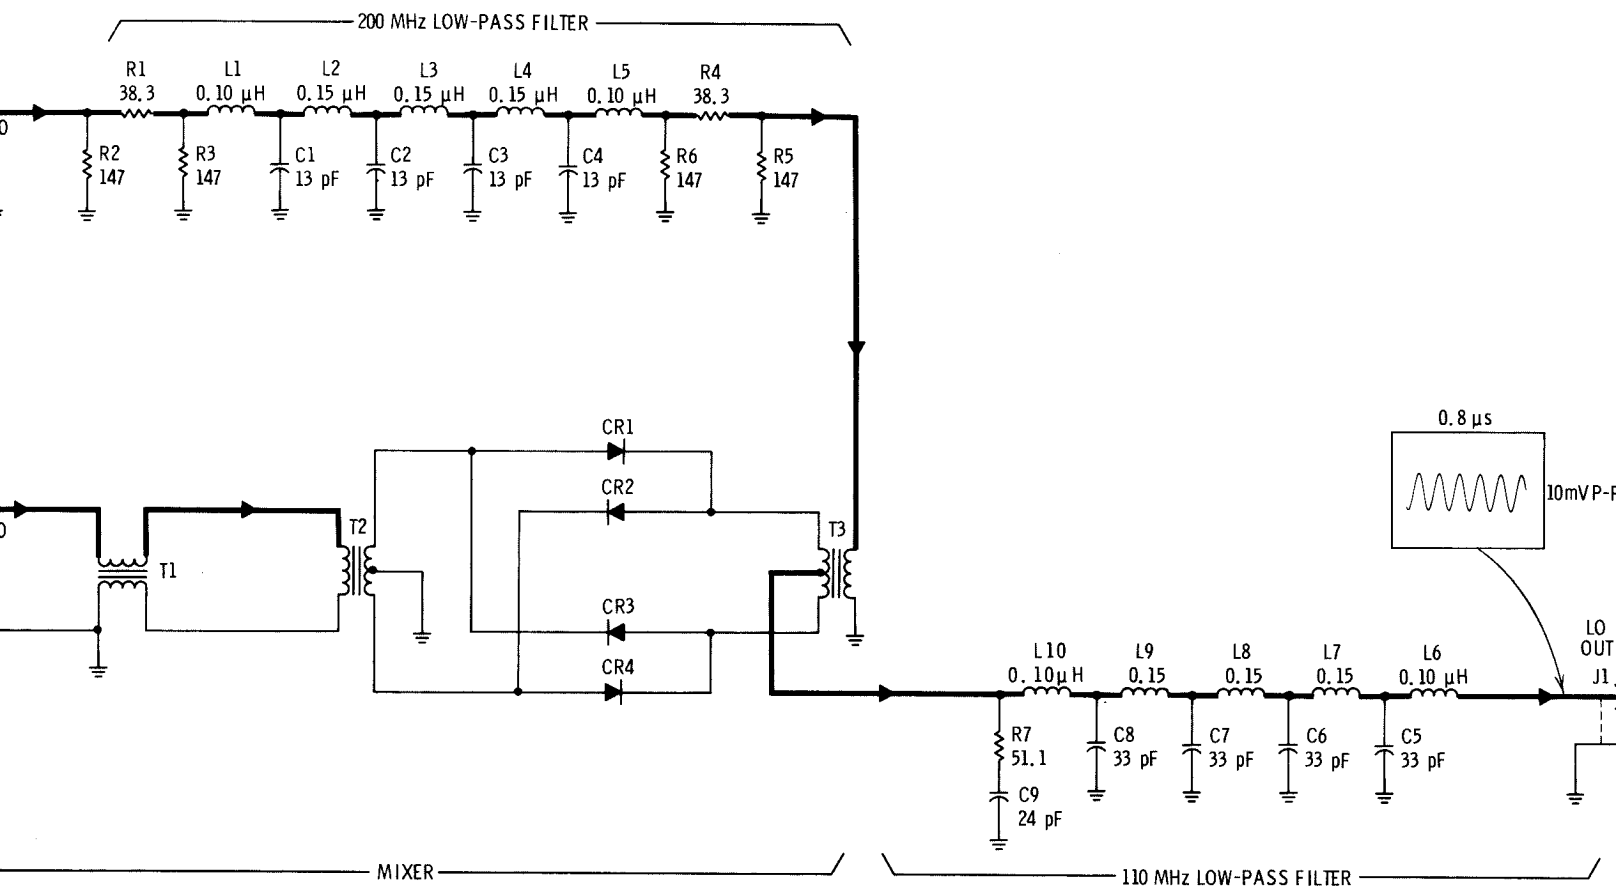 200 MHz LOW-PASS FILTER
R1 L1 L2 L3 L4 L5 R4
38.3 0.10 µH 0.15 µH 0.15 µH 0.15 µH 0.10 µH 38.3
0
R2 R3 C1 C2 C3 C4 R6 R5
147 147 13 pF 13 pF 13 pF 13 pF 147 147
0.8 µs
CR1
CR2
10mV P-P
0
T2
T3
T1
CR3
LO
OUT
L10 L9 L8 L7 L6
CR4
0.10µH 0.15 0.15 0.15 0.10 µH
J1
R7 C8 C7 C6 C5
51.1 33 pF 33 pF 33 pF 33 pF
C9
24 pF
MIXER
110 MHz LOW-PASS FILTER